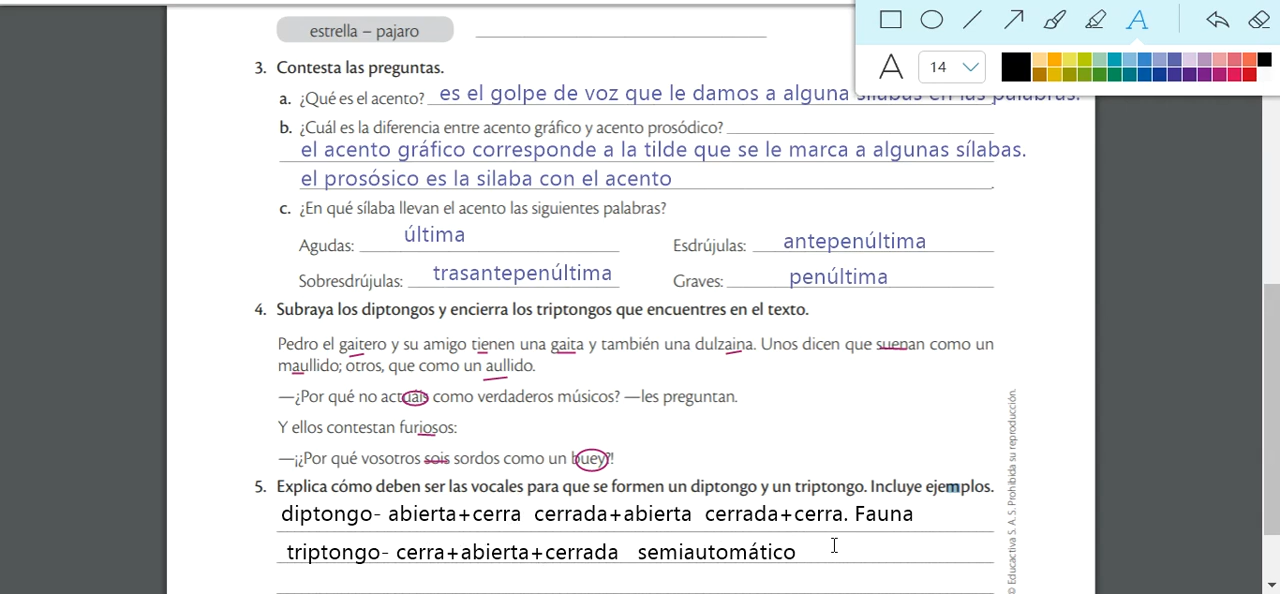 14
estrella – pajaro
3. Contesta las preguntas.
a. ¿Qué es el acento? es el golpe de voz que le damos a alguna sílabas en las palabras.
b. ¿Cuál es la diferencia entre acento gráfico y acento prosódico?
el acento gráfico corresponde a la tilde que se le marca a algunas sílabas.
el prosósico es la silaba con el acento
c. ¿En qué sílaba llevan el acento las siguientes palabras?
Agudas: última Esdrújulas: antepenúltima
Sobresdrújulas: trasantepenúltima Graves: penúltima
4. Subraya los diptongos y encierra los triptongos que encuentres en el texto.
Pedro el gaitero y su amigo tienen una gaita y también una dulzaina. Unos dicen que suenan como un
maullido; otros, que como un aullido.
—¿Por qué no actuáis como verdaderos músicos? —les preguntan.
Y ellos contestan furiosos:
—¡¿Por qué vosotros sois sordos como un buey?!
5. Explica cómo deben ser las vocales para que se formen un diptongo y un triptongo. Incluye ejemplos.
diptongo- abierta+cerra cerrada+abierta cerrada+cerra. Fauna
triptongo- cerra+abierta+cerrada semiautomático
© Educactiva S. A. S. Prohibida su reproducción.